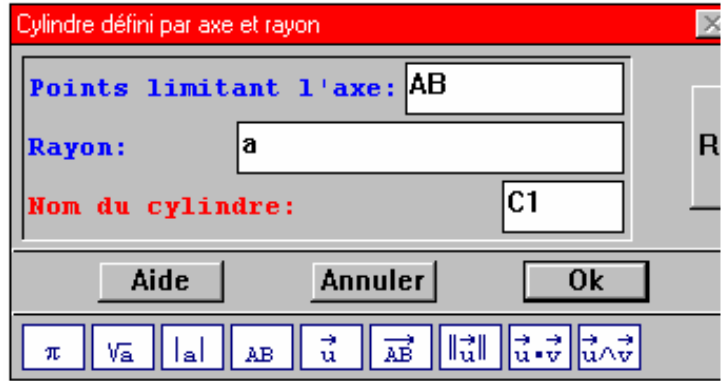 Cylindre défini par axe et rayon
Points limitant l'axe: AB
Rayon: a
R
Nom du cylindre: C1
Aide Annuler Ok
π √a |a| AB u⃗ A⃗B⃗ ‖u⃗‖ u⃗▪v⃗ u⃗∧v⃗